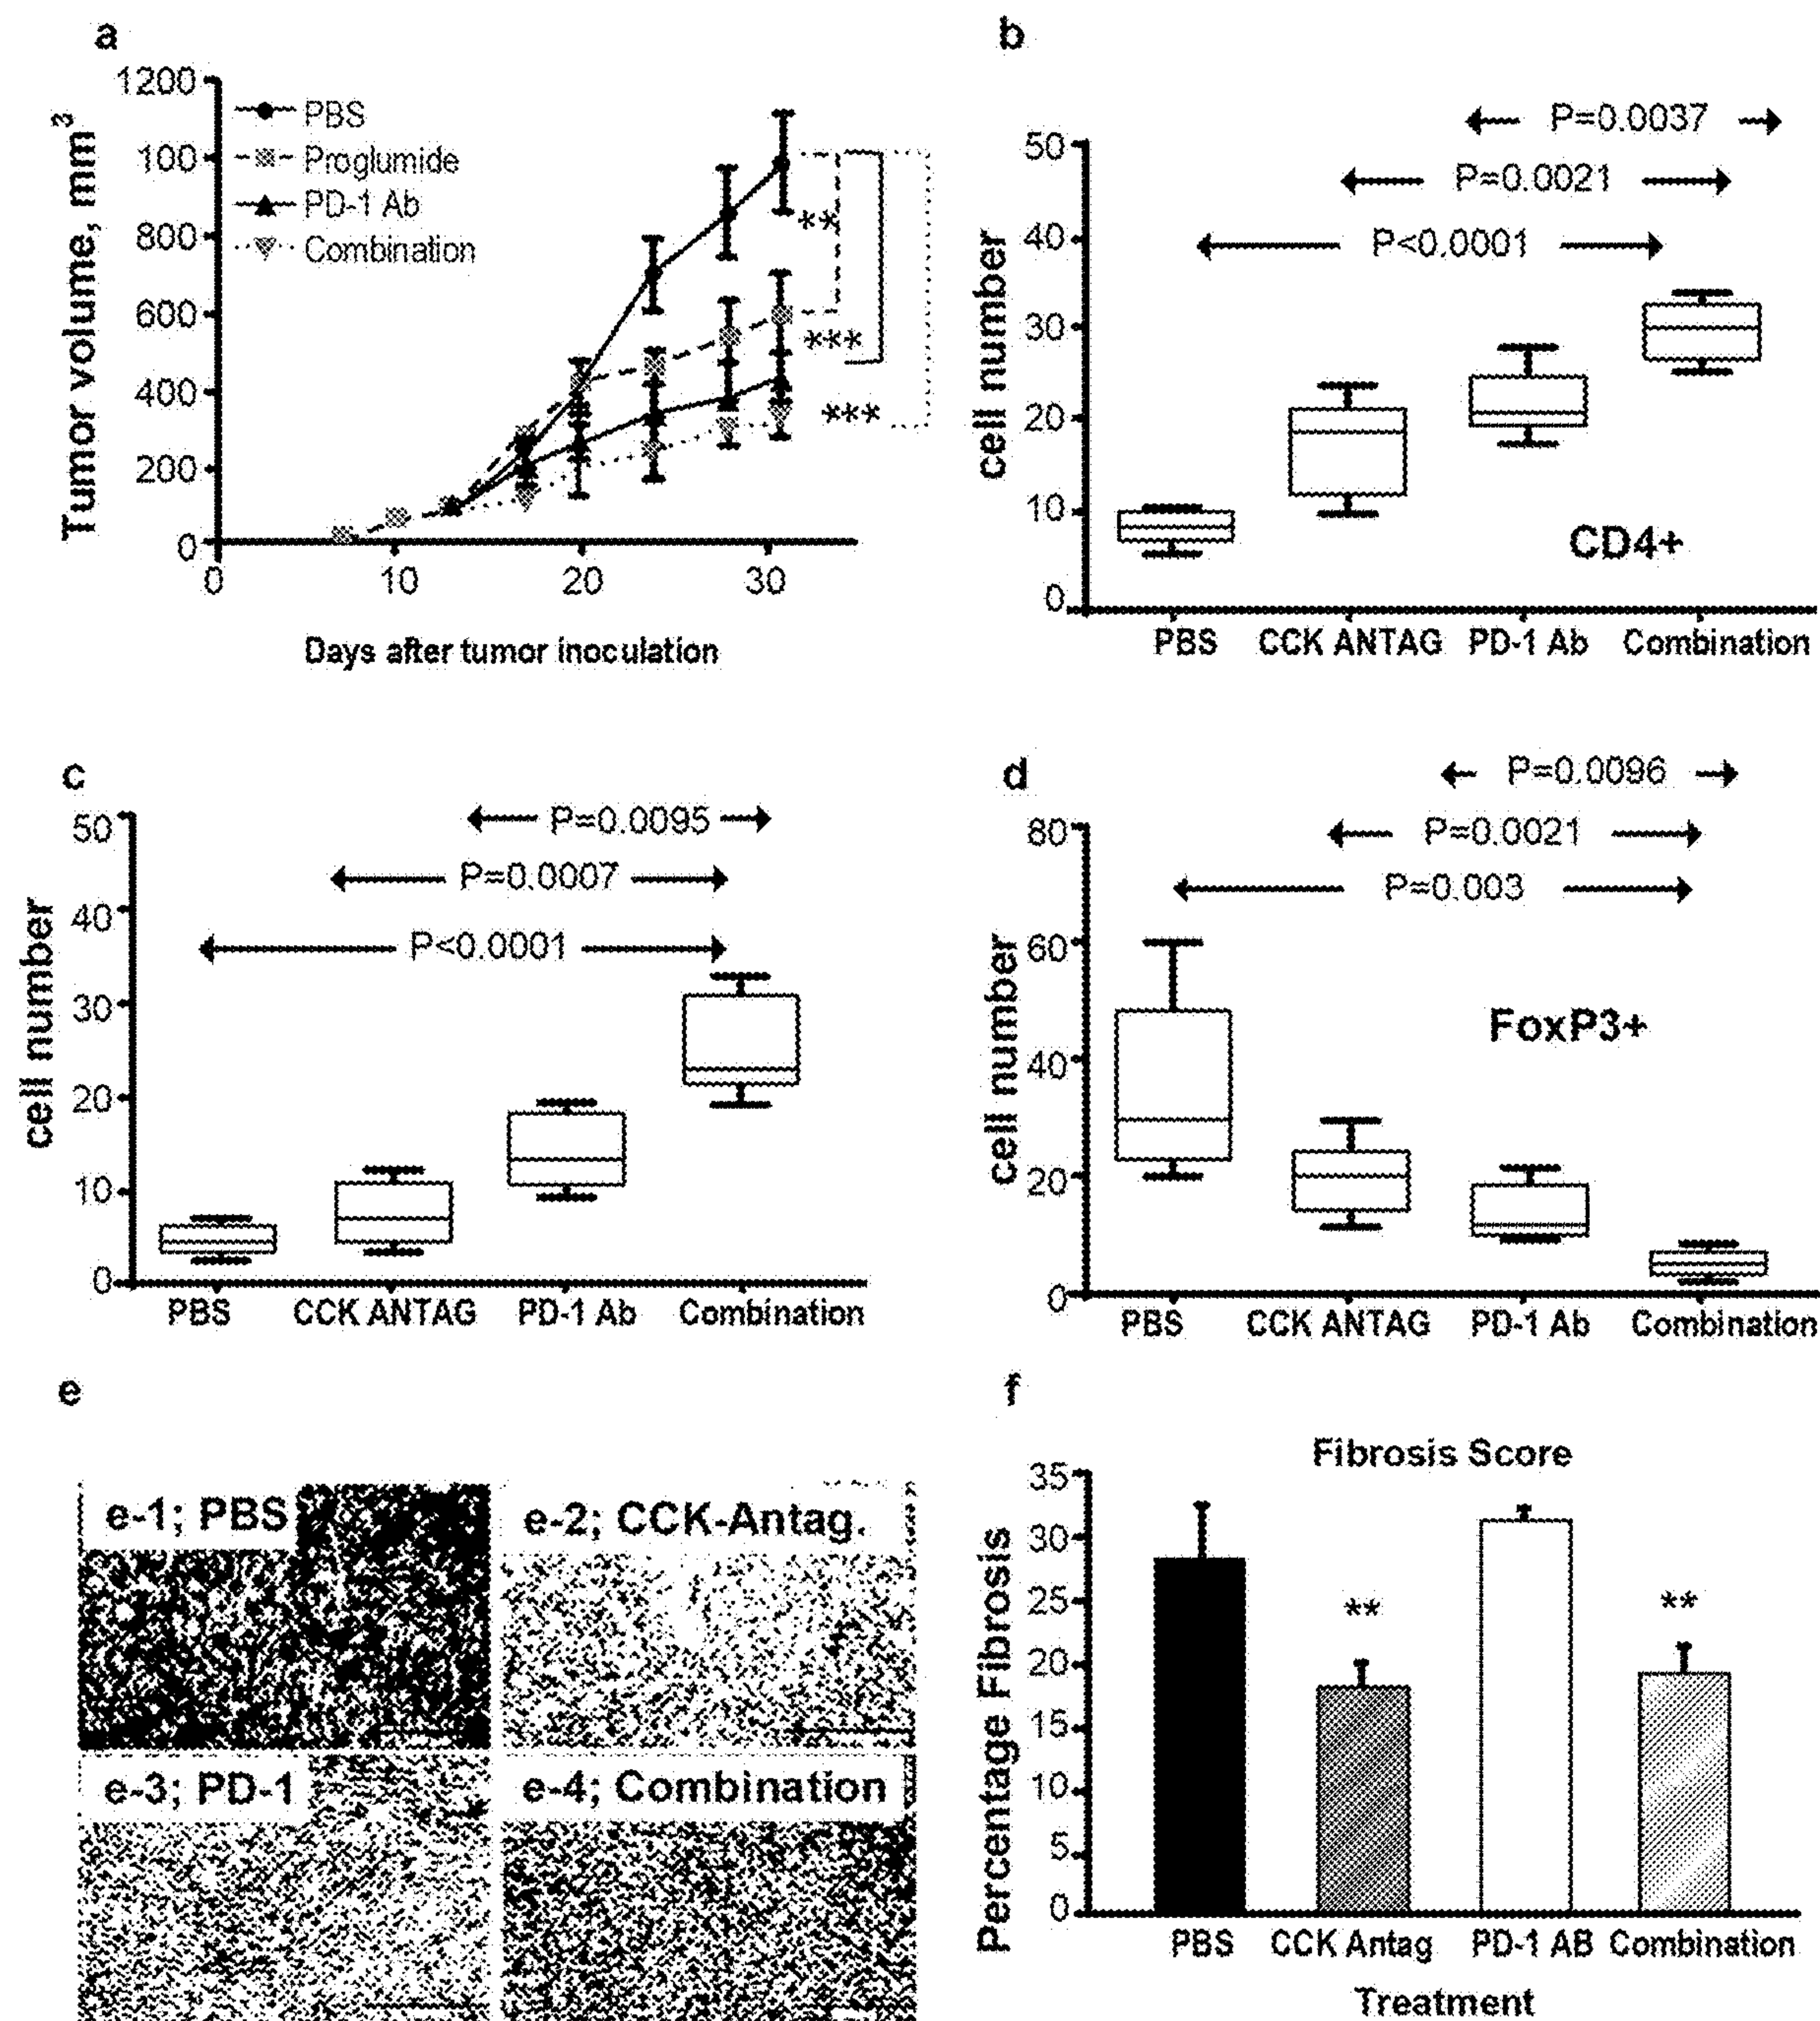 a
Tumor volume, mm³
1200
100
800
600
400
200
0
PBS
Proglumide
PD-1 Ab
Combination
**
***
***
0 10 20 30
Days after tumor inoculation
b
P=0.0037
P=0.0021
P<0.0001
cell number
50
40
30
20
10
0
CD4+
PBS CCK ANTAG PD-1 Ab Combination
c
P=0.0095
P=0.0007
P<0.0001
cell number
50
40
30
20
10
0
PBS CCK ANTAG PD-1 Ab Combination
d
P=0.0096
P=0.0021
P=0.003
cell number
80
60
40
20
0
FoxP3+
PBS CCK ANTAG PD-1 Ab Combination
e
e-1; PBS
e-2; CCK-Antag.
e-3; PD-1
e-4; Combination
f
Fibrosis Score
Percentage Fibrosis
35
30
25
20
15
10
5
0
**
**
PBS CCK Antag PD-1 AB Combination
Treatment